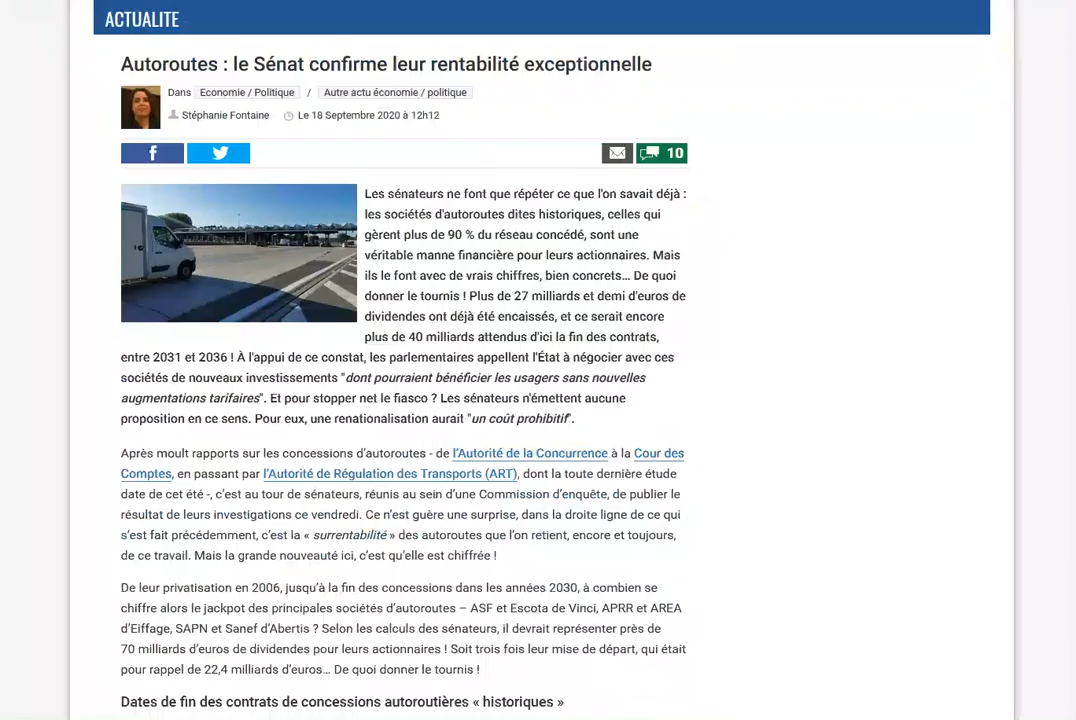 ACTUALITE
Autoroutes : le Sénat confirme leur rentabilité exceptionnelle
Dans Economie / Politique / Autre actu économie / politique
Stéphanie Fontaine Le 18 Septembre 2020 à 12h12
f 10
Les sénateurs ne font que répéter ce que l'on savait déjà :
les sociétés d'autoroutes dites historiques, celles qui
gèrent plus de 90 % du réseau concédé, sont une
véritable manne financière pour leurs actionnaires. Mais
ils le font avec de vrais chiffres, bien concrets... De quoi
donner le tournis ! Plus de 27 milliards et demi d'euros de
dividendes ont déjà été encaissés, et ce serait encore
plus de 40 milliards attendus d'ici la fin des contrats,
entre 2031 et 2036 ! À l'appui de ce constat, les parlementaires appellent l'État à négocier avec ces
sociétés de nouveaux investissements "dont pourraient bénéficier les usagers sans nouvelles
augmentations tarifaires". Et pour stopper net le fiasco ? Les sénateurs n'émettent aucune
proposition en ce sens. Pour eux, une renationalisation aurait "un coût prohibitif".
Après moult rapports sur les concessions d'autoroutes - de l'Autorité de la Concurrence à la Cour des
Comptes, en passant par l'Autorité de Régulation des Transports (ART), dont la toute dernière étude
date de cet été -, c'est au tour de sénateurs, réunis au sein d'une Commission d'enquête, de publier le
résultat de leurs investigations ce vendredi. Ce n'est guère une surprise, dans la droite ligne de ce qui
s'est fait précédemment, c'est la « surrentabilité » des autoroutes que l'on retient, encore et toujours,
de ce travail. Mais la grande nouveauté ici, c'est qu'elle est chiffrée !
De leur privatisation en 2006, jusqu'à la fin des concessions dans les années 2030, à combien se
chiffre alors le jackpot des principales sociétés d'autoroutes – ASF et Escota de Vinci, APRR et AREA
d'Eiffage, SAPN et Sanef d'Abertis ? Selon les calculs des sénateurs, il devrait représenter près de
70 milliards d'euros de dividendes pour leurs actionnaires ! Soit trois fois leur mise de départ, qui était
pour rappel de 22,4 milliards d'euros... De quoi donner le tournis !
Dates de fin des contrats de concessions autoroutières « historiques »